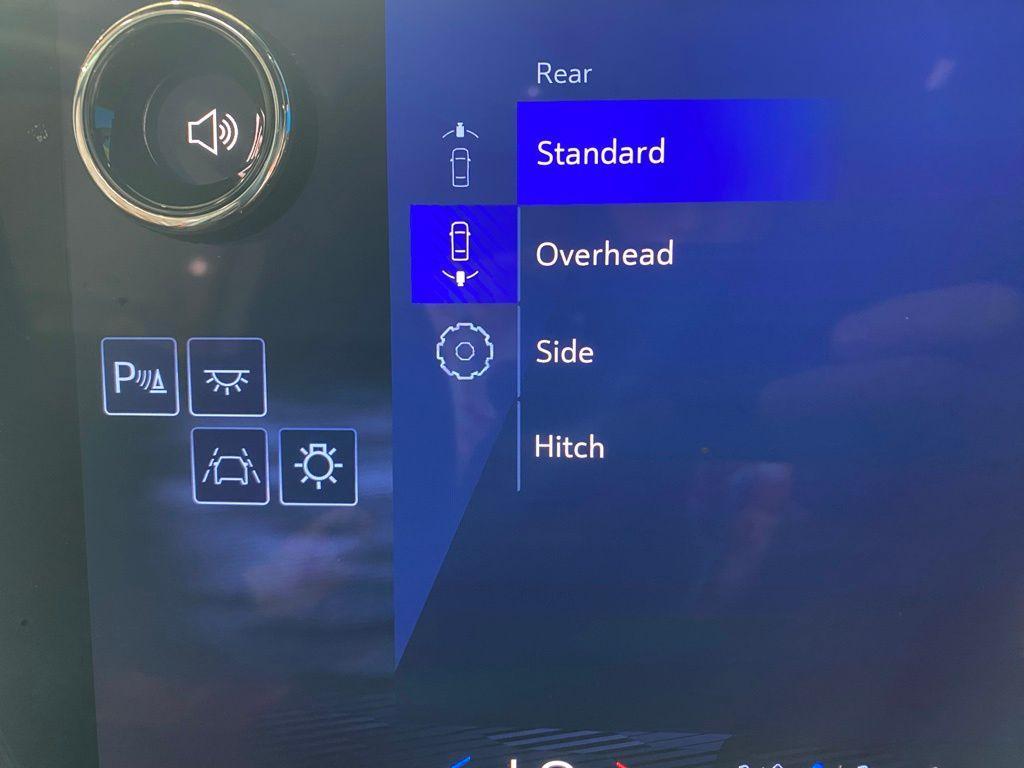 Rear
Standard
Overhead
Side
Hitch
P